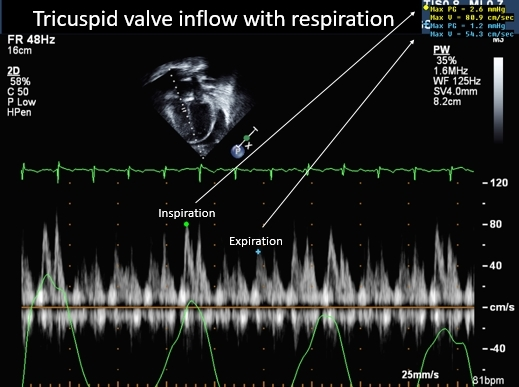 Tricuspid valve inflow with respiration
Max PG = 2.6 mmHg
Max V = 80.9 cm/sec
Max PG = 1.2 mmHg
Max V = 54.3 cm/sec
FR 48Hz
16cm
2D
58%
C 50
P Low
HPen
M3
PW
35%
1.6MHz
WF 125Hz
SV4.0mm
8.2cm
P
120
Inspiration
80
Expiration
40
cm/s
-40
25mm/s
81bpm